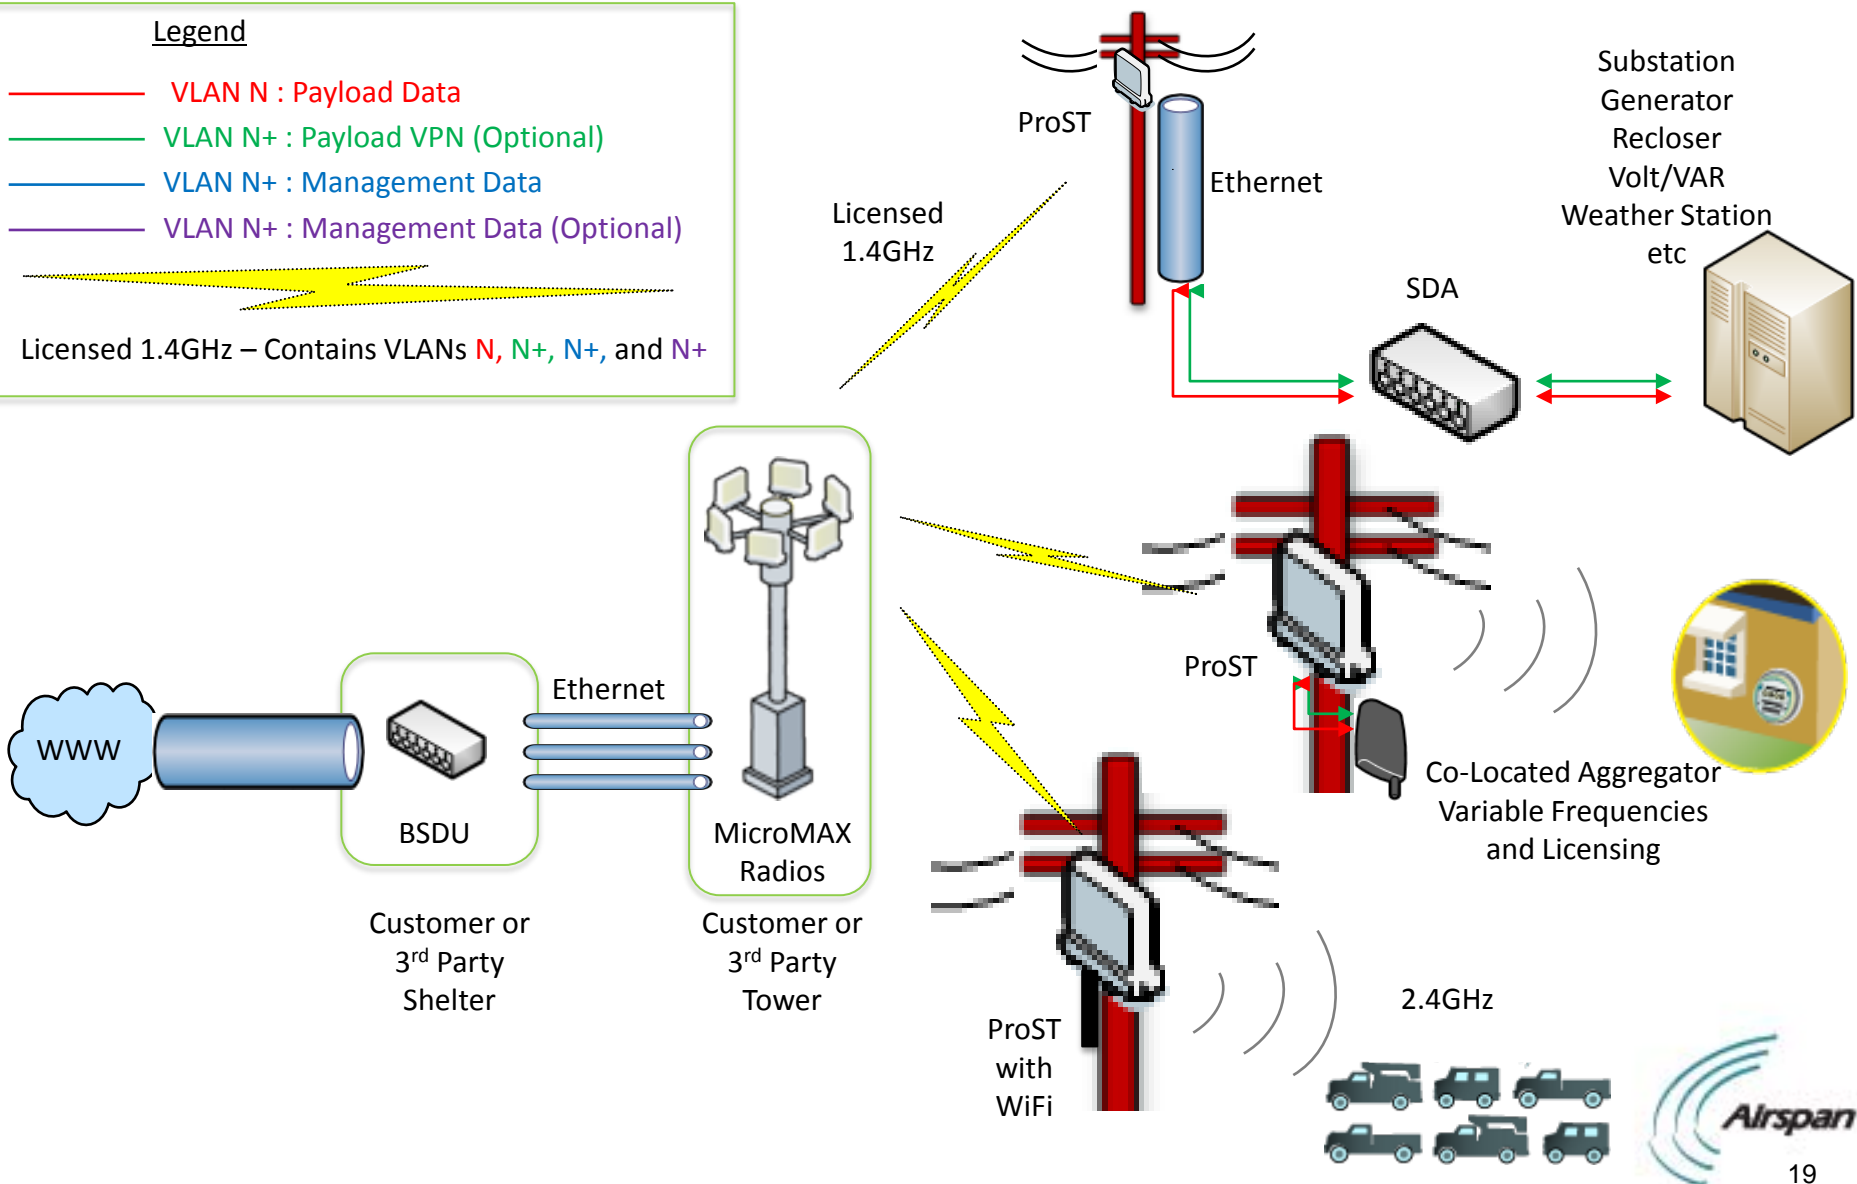 Legend
VLAN N : Payload Data
VLAN N+ : Payload VPN (Optional)
VLAN N+ : Management Data
VLAN N+ : Management Data (Optional)
Licensed 1.4GHz – Contains VLANs N, N+, N+, and N+
ProST
Ethernet
Licensed
1.4GHz
Substation
Generator
Recloser
Volt/VAR
Weather Station
etc
SDA
WWW
BSDU
Ethernet
MicroMAX
Radios
Customer or
3rd Party
Shelter
Customer or
3rd Party
Tower
ProST
Co-Located Aggregator
Variable Frequencies
and Licensing
ProST
with
WiFi
2.4GHz
Airspan
19